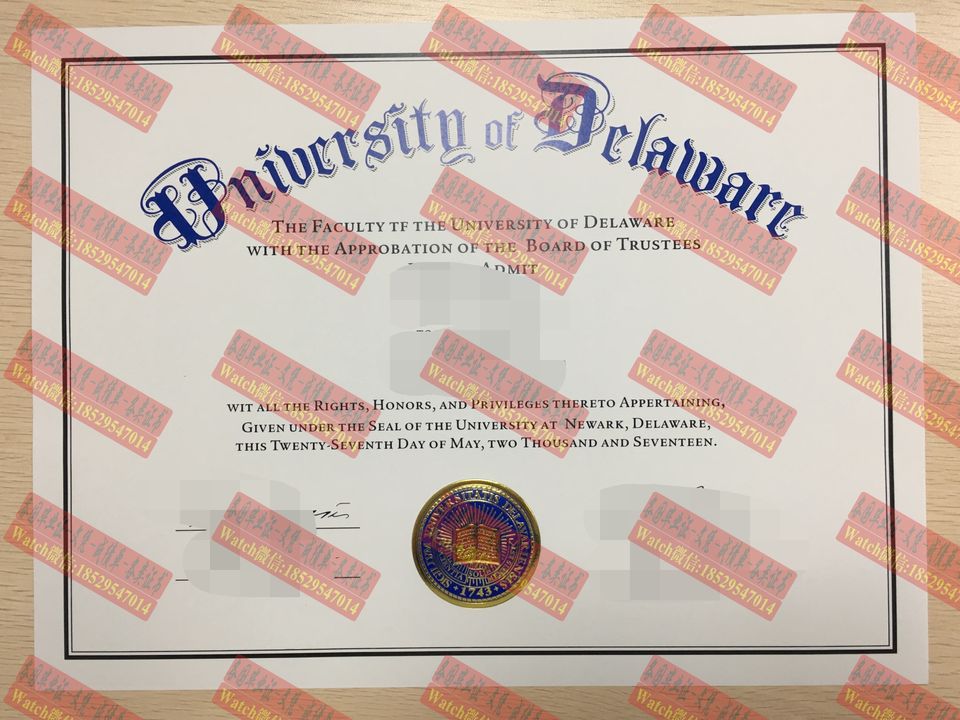 University of Delaware
THE FACULTY TF THE UNIVERSITY OF DELAWARE
WITH THE APPROBATION OF THE BOARD OF TRUSTEES
ADMIT
TO
WIT ALL THE RIGHTS, HONORS, AND PRIVILEGES THERETO APPERTAINING,
GIVEN UNDER THE SEAL OF THE UNIVERSITY AT NEWARK, DELAWARE,
THIS TWENTY-SEVENTH DAY OF MAY, TWO THOUSAND AND SEVENTEEN.
1743
Watch微信:18529547014